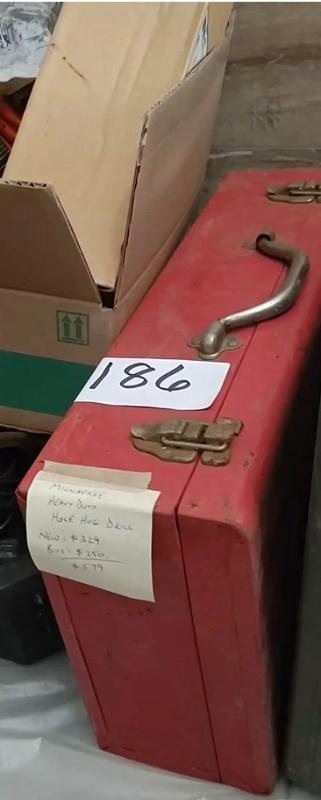 186
MILWAUKEE
HEAVY DUTY
HOLE HOG DRILL
NEW: $329
BITS: $250
$579